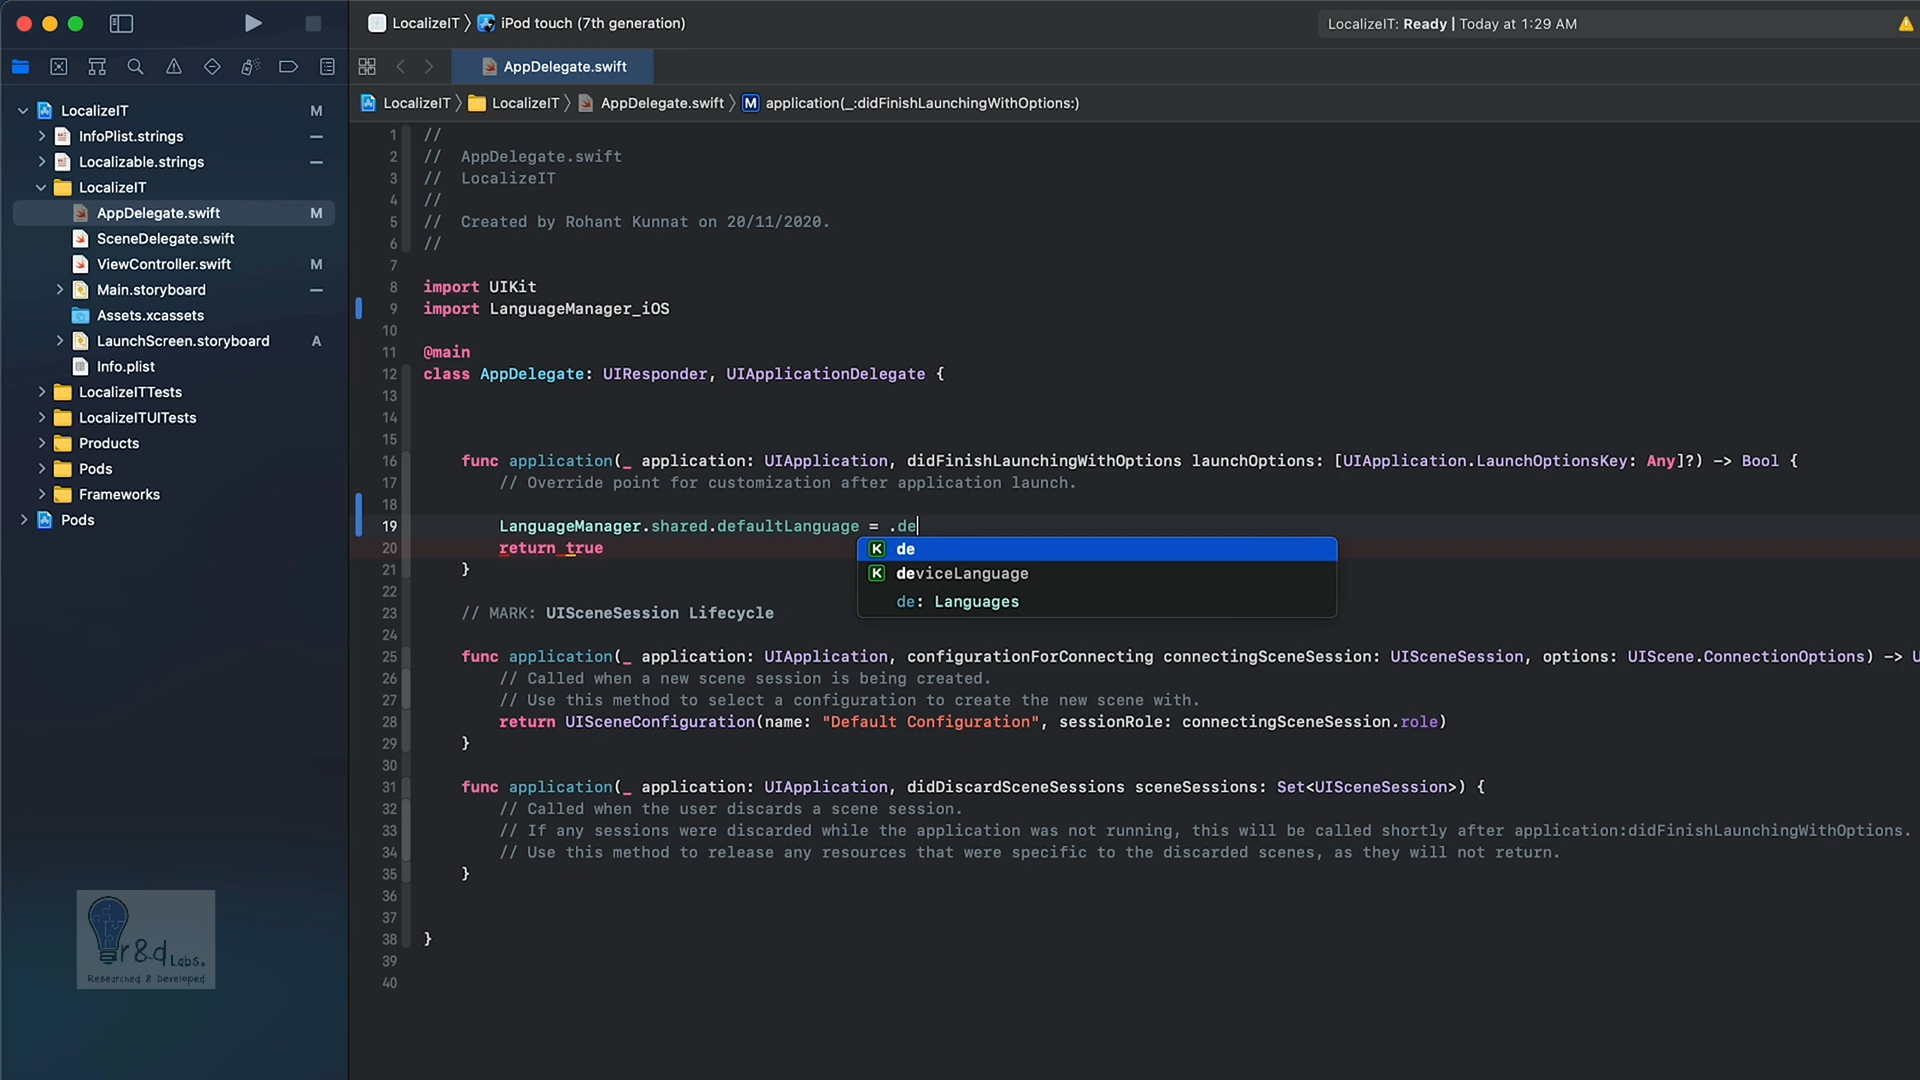 LocalizeIT 〉 iPod touch (7th generation)
LocalizeIT: Ready | Today at 1:29 AM
AppDelegate.swift
LocalizeIT 〉 LocalizeIT 〉 AppDelegate.swift 〉 M application(_:didFinishLaunchingWithOptions:)
LocalizeIT M
InfoPlist.strings —
Localizable.strings —
LocalizeIT
AppDelegate.swift M
SceneDelegate.swift
ViewController.swift M
Main.storyboard —
Assets.xcassets
LaunchScreen.storyboard A
Info.plist
LocalizeITTests
LocalizeITUITests
Products
Pods
Frameworks
Pods
r&d Labs.
Researched & Developed
1 //
2 // AppDelegate.swift
3 // LocalizeIT
4 //
5 // Created by Rohant Kunnat on 20/11/2020.
6 //
7
8 import UIKit
9 import LanguageManager_iOS
10
11 @main
12 class AppDelegate: UIResponder, UIApplicationDelegate {
13
14
15
16 func application(_ application: UIApplication, didFinishLaunchingWithOptions launchOptions: [UIApplication.LaunchOptionsKey: Any]?) -> Bool {
17 // Override point for customization after application launch.
18
19 LanguageManager.shared.defaultLanguage = .de
20 return true
K de
K deviceLanguage
de: Languages
21 }
22
23 // MARK: UISceneSession Lifecycle
24
25 func application(_ application: UIApplication, configurationForConnecting connectingSceneSession: UISceneSession, options: UIScene.ConnectionOptions) -> U
26 // Called when a new scene session is being created.
27 // Use this method to select a configuration to create the new scene with.
28 return UISceneConfiguration(name: "Default Configuration", sessionRole: connectingSceneSession.role)
29 }
30
31 func application(_ application: UIApplication, didDiscardSceneSessions sceneSessions: Set<UISceneSession>) {
32 // Called when the user discards a scene session.
33 // If any sessions were discarded while the application was not running, this will be called shortly after application:didFinishLaunchingWithOptions.
34 // Use this method to release any resources that were specific to the discarded scenes, as they will not return.
35 }
36
37
38 }
39
40